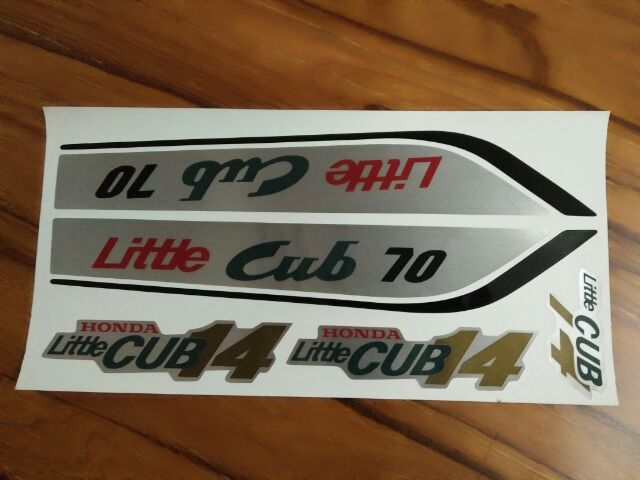 Little Cub 70
Little Cub 70
HONDA
Little CUB 14
HONDA
Little CUB 14
Little
CUB
14